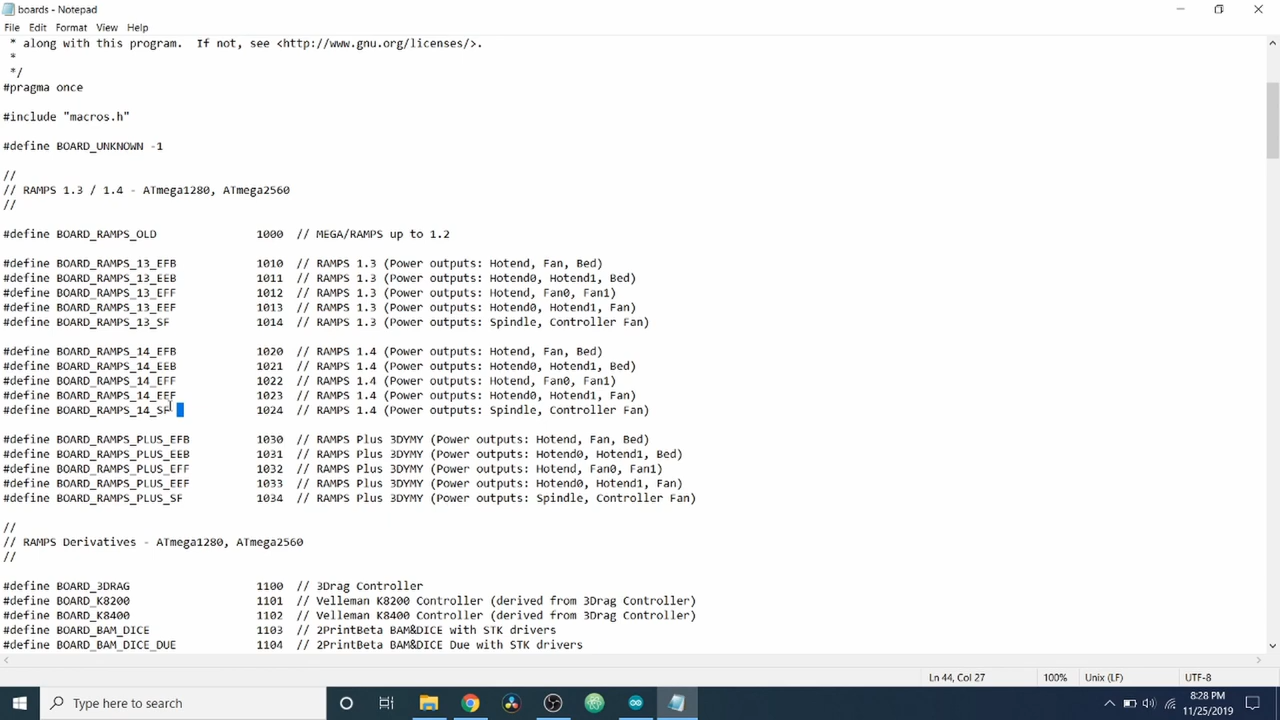 boards - Notepad
File Edit Format View Help
* along with this program.  If not, see <http://www.gnu.org/licenses/>.
*
*/
#pragma once
#include "macros.h"
#define BOARD_UNKNOWN -1
//
// RAMPS 1.3 / 1.4 - ATmega1280, ATmega2560
//
#define BOARD_RAMPS_OLD 1000 // MEGA/RAMPS up to 1.2
#define BOARD_RAMPS_13_EFB 1010 // RAMPS 1.3 (Power outputs: Hotend, Fan, Bed)
#define BOARD_RAMPS_13_EEB 1011 // RAMPS 1.3 (Power outputs: Hotend0, Hotend1, Bed)
#define BOARD_RAMPS_13_EFF 1012 // RAMPS 1.3 (Power outputs: Hotend, Fan0, Fan1)
#define BOARD_RAMPS_13_EEF 1013 // RAMPS 1.3 (Power outputs: Hotend0, Hotend1, Fan)
#define BOARD_RAMPS_13_SF 1014 // RAMPS 1.3 (Power outputs: Spindle, Controller Fan)
#define BOARD_RAMPS_14_EFB 1020 // RAMPS 1.4 (Power outputs: Hotend, Fan, Bed)
#define BOARD_RAMPS_14_EEB 1021 // RAMPS 1.4 (Power outputs: Hotend0, Hotend1, Bed)
#define BOARD_RAMPS_14_EFF 1022 // RAMPS 1.4 (Power outputs: Hotend, Fan0, Fan1)
#define BOARD_RAMPS_14_EEF 1023 // RAMPS 1.4 (Power outputs: Hotend0, Hotend1, Fan)
#define BOARD_RAMPS_14_SF 1024 // RAMPS 1.4 (Power outputs: Spindle, Controller Fan)
#define BOARD_RAMPS_PLUS_EFB 1030 // RAMPS Plus 3DYMY (Power outputs: Hotend, Fan, Bed)
#define BOARD_RAMPS_PLUS_EEB 1031 // RAMPS Plus 3DYMY (Power outputs: Hotend0, Hotend1, Bed)
#define BOARD_RAMPS_PLUS_EFF 1032 // RAMPS Plus 3DYMY (Power outputs: Hotend, Fan0, Fan1)
#define BOARD_RAMPS_PLUS_EEF 1033 // RAMPS Plus 3DYMY (Power outputs: Hotend0, Hotend1, Fan)
#define BOARD_RAMPS_PLUS_SF 1034 // RAMPS Plus 3DYMY (Power outputs: Spindle, Controller Fan)
//
// RAMPS Derivatives - ATmega1280, ATmega2560
//
#define BOARD_3DRAG 1100 // 3Drag Controller
#define BOARD_K8200 1101 // Velleman K8200 Controller (derived from 3Drag Controller)
#define BOARD_K8400 1102 // Velleman K8400 Controller (derived from 3Drag Controller)
#define BOARD_BAM_DICE 1103 // 2PrintBeta BAM&DICE with STK drivers
#define BOARD_BAM_DICE_DUE 1104 // 2PrintBeta BAM&DICE Due with STK drivers
Ln 44, Col 27 100% Unix (LF) UTF-8
Type here to search
8:28 PM
11/25/2019